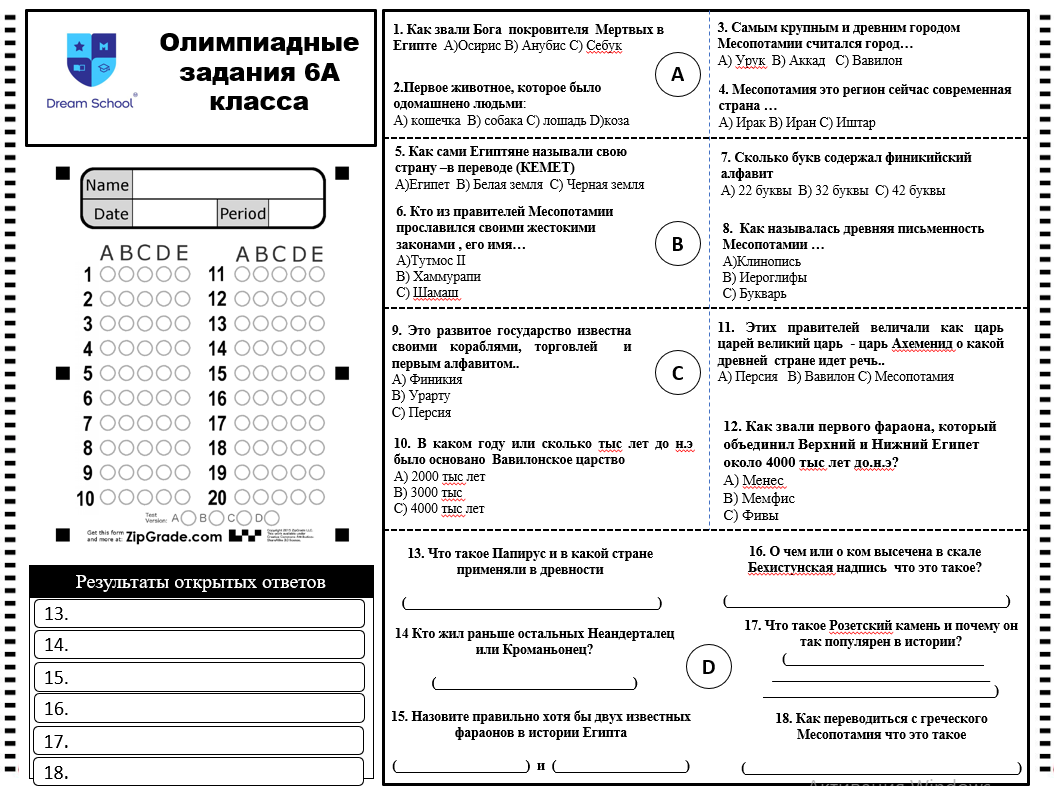 Олимпиадные
задания 6А
класса
Dream School
Name
Date
Period
A B C D E
A B C D E
1
2
3
4
5
6
7
8
9
10
11
12
13
14
15
16
17
18
19
20
Test
Version:
A B C D
Get this form
and more at:
ZipGrade.com
Результаты открытых ответов
13.
14.
15.
16.
17.
18.
1. Как звали Бога покровителя Мертвых в
Египте А)Осирис В) Анубис С) Себук
2.Первое животное, которое было
одомашнено людьми:
А) кошечка В) собака С) лошадь D)коза
A
3. Самым крупным и древним городом
Месопотамии считался город…
А) Урук В) Аккад С) Вавилон
4. Месопотамия это регион сейчас современная
страна …
А) Ирак В) Иран С) Иштар
5. Как сами Египтяне называли свою
страну –в переводе (КЕМЕТ)
А)Египет В) Белая земля С) Черная земля
6. Кто из правителей Месопотамии
прославился своими жестокими
законами , его имя…
А)Тутмос II
В) Хаммурапи
С) Шамаш
B
7. Сколько букв содержал финикийский
алфавит
А) 22 буквы В) 32 буквы С) 42 буквы
8. Как называлась древняя письменность
Месопотамии …
А)Клинопись
В) Иероглифы
С) Букварь
9. Это развитое государство известна
своими кораблями, торговлей и
первым алфавитом..
А) Финикия
В) Урарту
С) Персия
10. В каком году или сколько тыс лет до н.э
было основано Вавилонское царство
А) 2000 тыс лет
В) 3000 тыс
С) 4000 тыс лет
C
11. Этих правителей величали как царь
царей великий царь - царь Ахеменид о какой
древней стране идет речь..
А) Персия В) Вавилон С) Месопотамия
12. Как звали первого фараона, который
объединил Верхний и Нижний Египет
около 4000 тыс лет до.н.э?
А) Менес
В) Мемфис
С) Фивы
13. Что такое Папирус и в какой стране
применяли в древности
(____)
14 Кто жил раньше остальных Неандерталец
или Кроманьонец?
(____)
15. Назовите правильно хотя бы двух известных
фараонов в истории Египта
(____) и (____)
D
16. О чем или о ком высечена в скале
Бехистунская надпись что это такое?
(____)
17. Что такое Розетский камень и почему он
так популярен в истории?
(____
____
____)
18. Как переводиться с греческого
Месопотамия что это такое
(____)